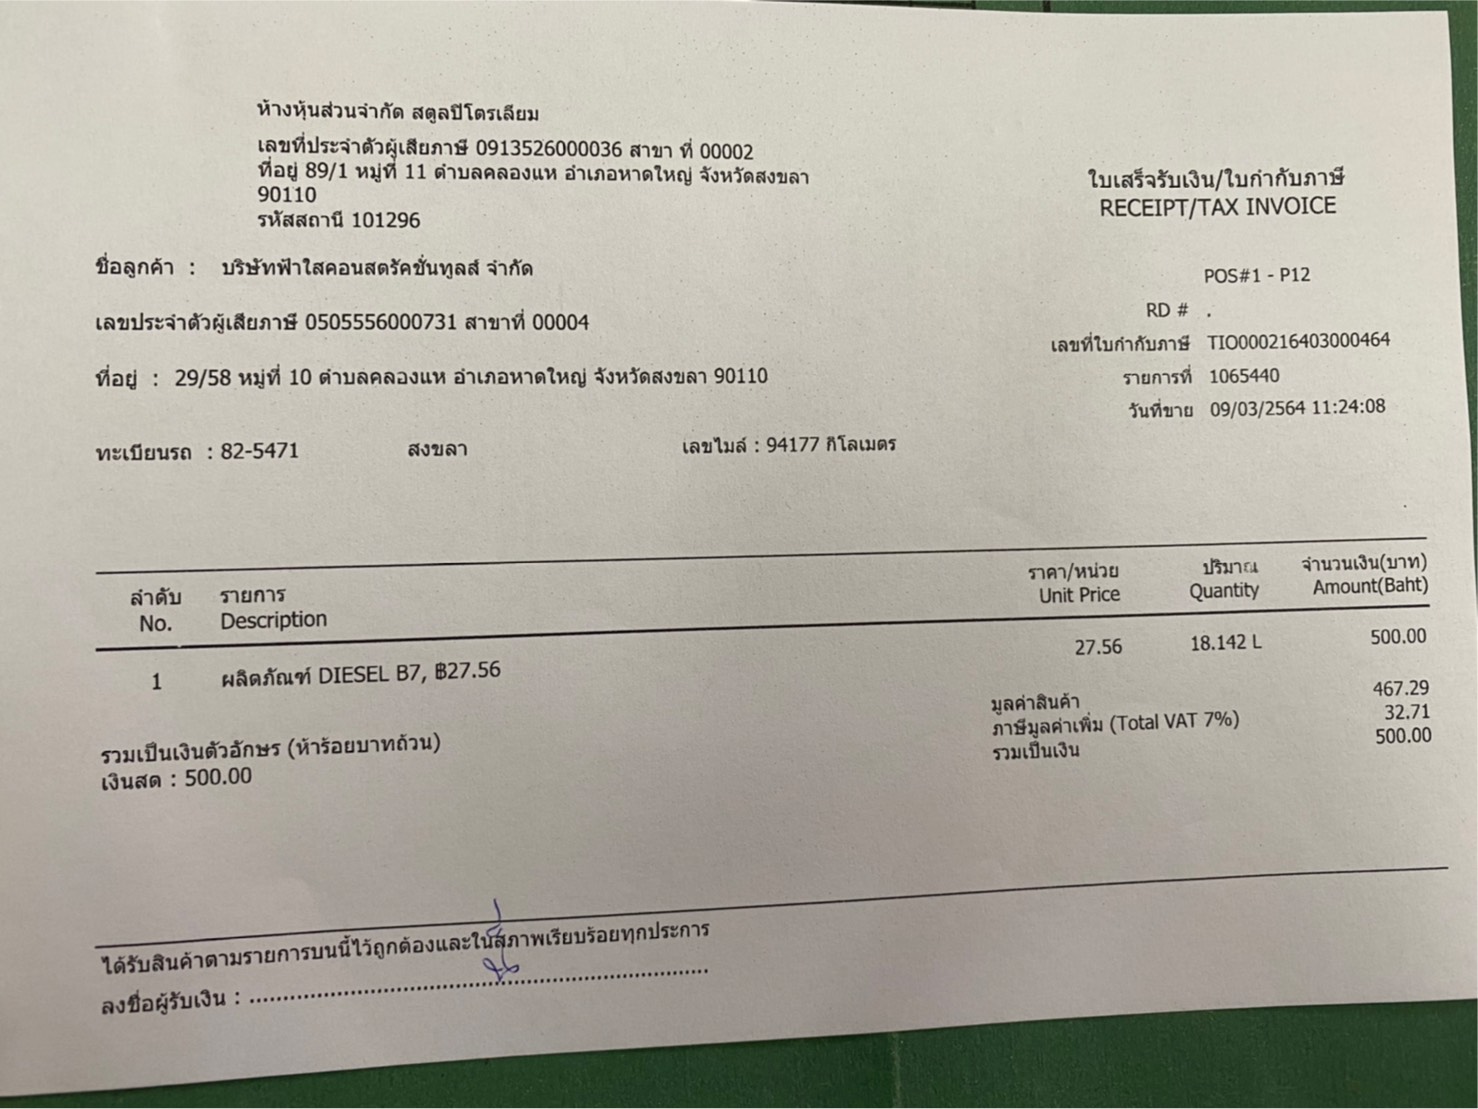 ห้างหุ้นส่วนจำกัด สตูลปิโตรเลียม
เลขที่ประจำตัวผู้เสียภาษี 0913526000036 สาขา ที่ 00002
ที่อยู่ 89/1 หมู่ที่ 11 ตำบลคลองแห อำเภอหาดใหญ่ จังหวัดสงขลา
90110
รหัสสถานี 101296
ใบเสร็จรับเงิน/ใบกำกับภาษี
RECEIPT/TAX INVOICE
ชื่อลูกค้า : บริษัทฟ้าใสคอนสตรัคชั่นทูลส์ จำกัด
เลขประจำตัวผู้เสียภาษี 0505556000731 สาขาที่ 00004
ที่อยู่ : 29/58 หมู่ที่ 10 ตำบลคลองแห อำเภอหาดใหญ่ จังหวัดสงขลา 90110
POS#1 - P12
RD # .
เลขที่ใบกำกับภาษี TIO000216403000464
รายการที่ 1065440
วันที่ขาย 09/03/2564 11:24:08
ทะเบียนรถ : 82-5471 สงขลา เลขไมล์ : 94177 กิโลเมตร
ลำดับ รายการ ราคา/หน่วย ปริมาณ จำนวนเงิน(บาท)
No. Description Unit Price Quantity Amount(Baht)
1 ผลิตภัณฑ์ DIESEL B7, ฿27.56 27.56 18.142 L 500.00
มูลค่าสินค้า 467.29
ภาษีมูลค่าเพิ่ม (Total VAT 7%) 32.71
รวมเป็นเงิน 500.00
รวมเป็นเงินตัวอักษร (ห้าร้อยบาทถ้วน)
เงินสด : 500.00
ได้รับสินค้าตามรายการบนนี้ไว้ถูกต้องและในสภาพเรียบร้อยทุกประการ
ลงชื่อผู้รับเงิน : ......................................................................